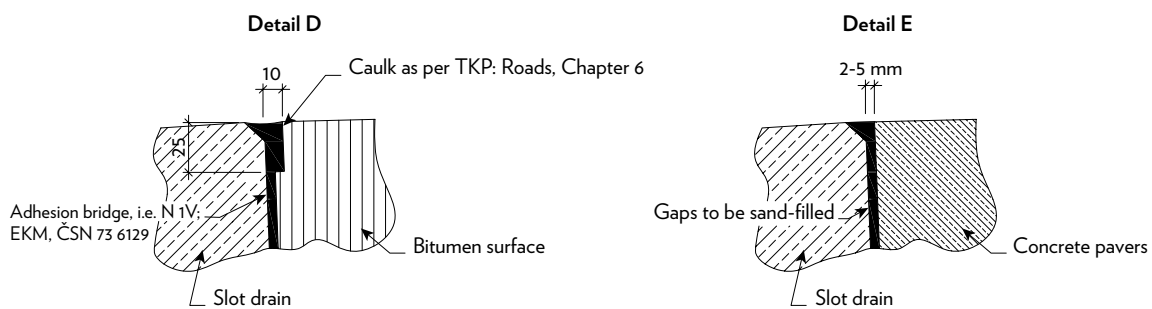 Detail D
10
Caulk as per TKP: Roads, Chapter 6
25
Adhesion bridge, i.e. N 1V;
EKM, ČSN 73 6129
Bitumen surface
Slot drain
Detail E
2-5 mm
Gaps to be sand-filled
Concrete pavers
Slot drain